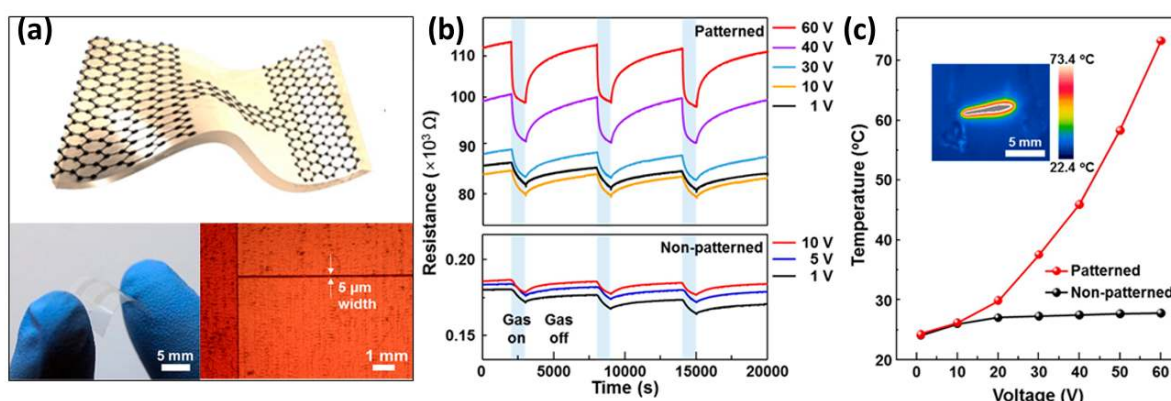 (a)
5 μm
width
5 mm
1 mm
(b)
Patterned
60 V
40 V
30 V
10 V
1 V
110
100
90
80
Resistance (× 10³ Ω)
Non-patterned
10 V
5 V
1 V
0.20
0.15
Gas
on
Gas
off
0
5000
10000
15000
20000
Time (s)
(c)
73.4 ºC
22.4 ºC
5 mm
70
60
50
40
30
20
Temperature (ºC)
Patterned
Non-patterned
0
10
20
30
40
50
60
Voltage (V)